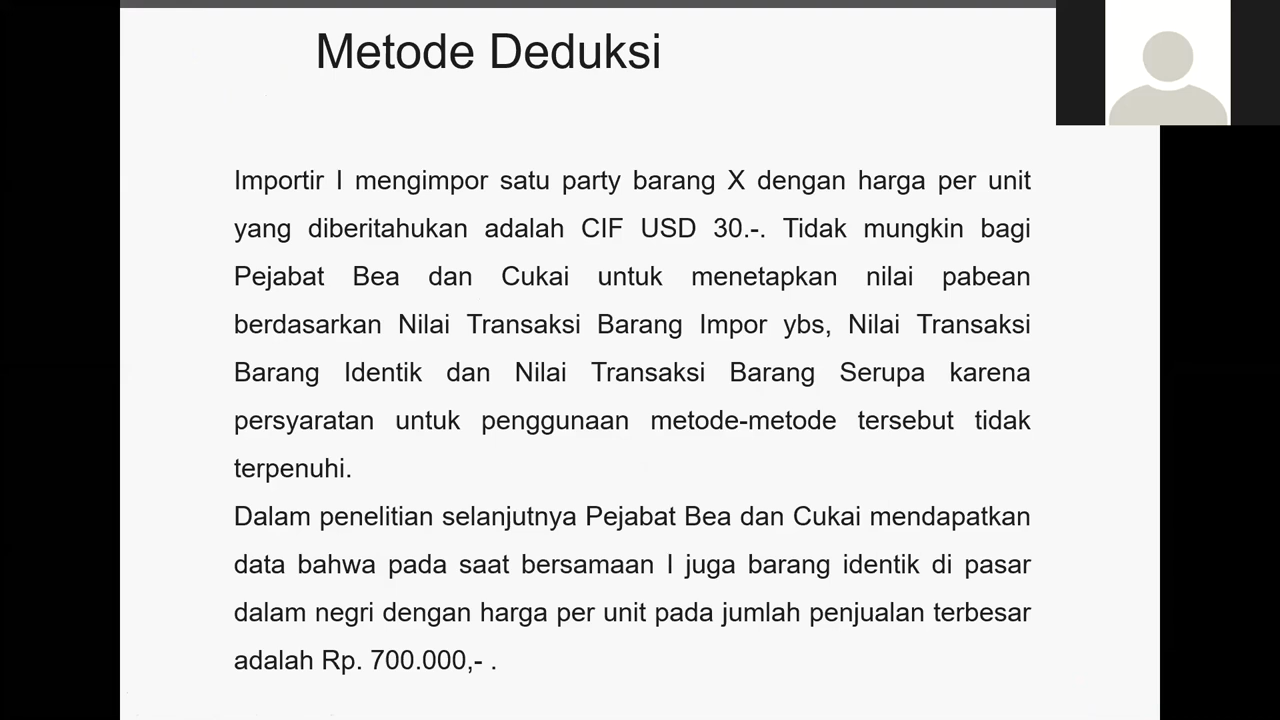 Metode Deduksi
Importir I mengimpor satu party barang X dengan harga per unit
yang diberitahukan adalah CIF USD 30.-. Tidak mungkin bagi
Pejabat Bea dan Cukai untuk menetapkan nilai pabean
berdasarkan Nilai Transaksi Barang Impor ybs, Nilai Transaksi
Barang Identik dan Nilai Transaksi Barang Serupa karena
persyaratan untuk penggunaan metode-metode tersebut tidak
terpenuhi.
Dalam penelitian selanjutnya Pejabat Bea dan Cukai mendapatkan
data bahwa pada saat bersamaan I juga barang identik di pasar
dalam negri dengan harga per unit pada jumlah penjualan terbesar
adalah Rp. 700.000,- .